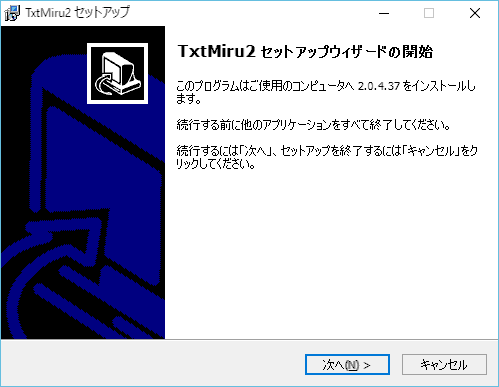 TxtMiru2 セットアップ
TxtMiru2 セットアップウィザードの開始
このプログラムはご使用のコンピュータへ 2.0.4.37 をインストールし
ます。
続行する前に他のアプリケーションをすべて終了してください。
続行するには「次へ」、セットアップを終了するには「キャンセル」をク
リックしてください。
次へ(N) >
キャンセル